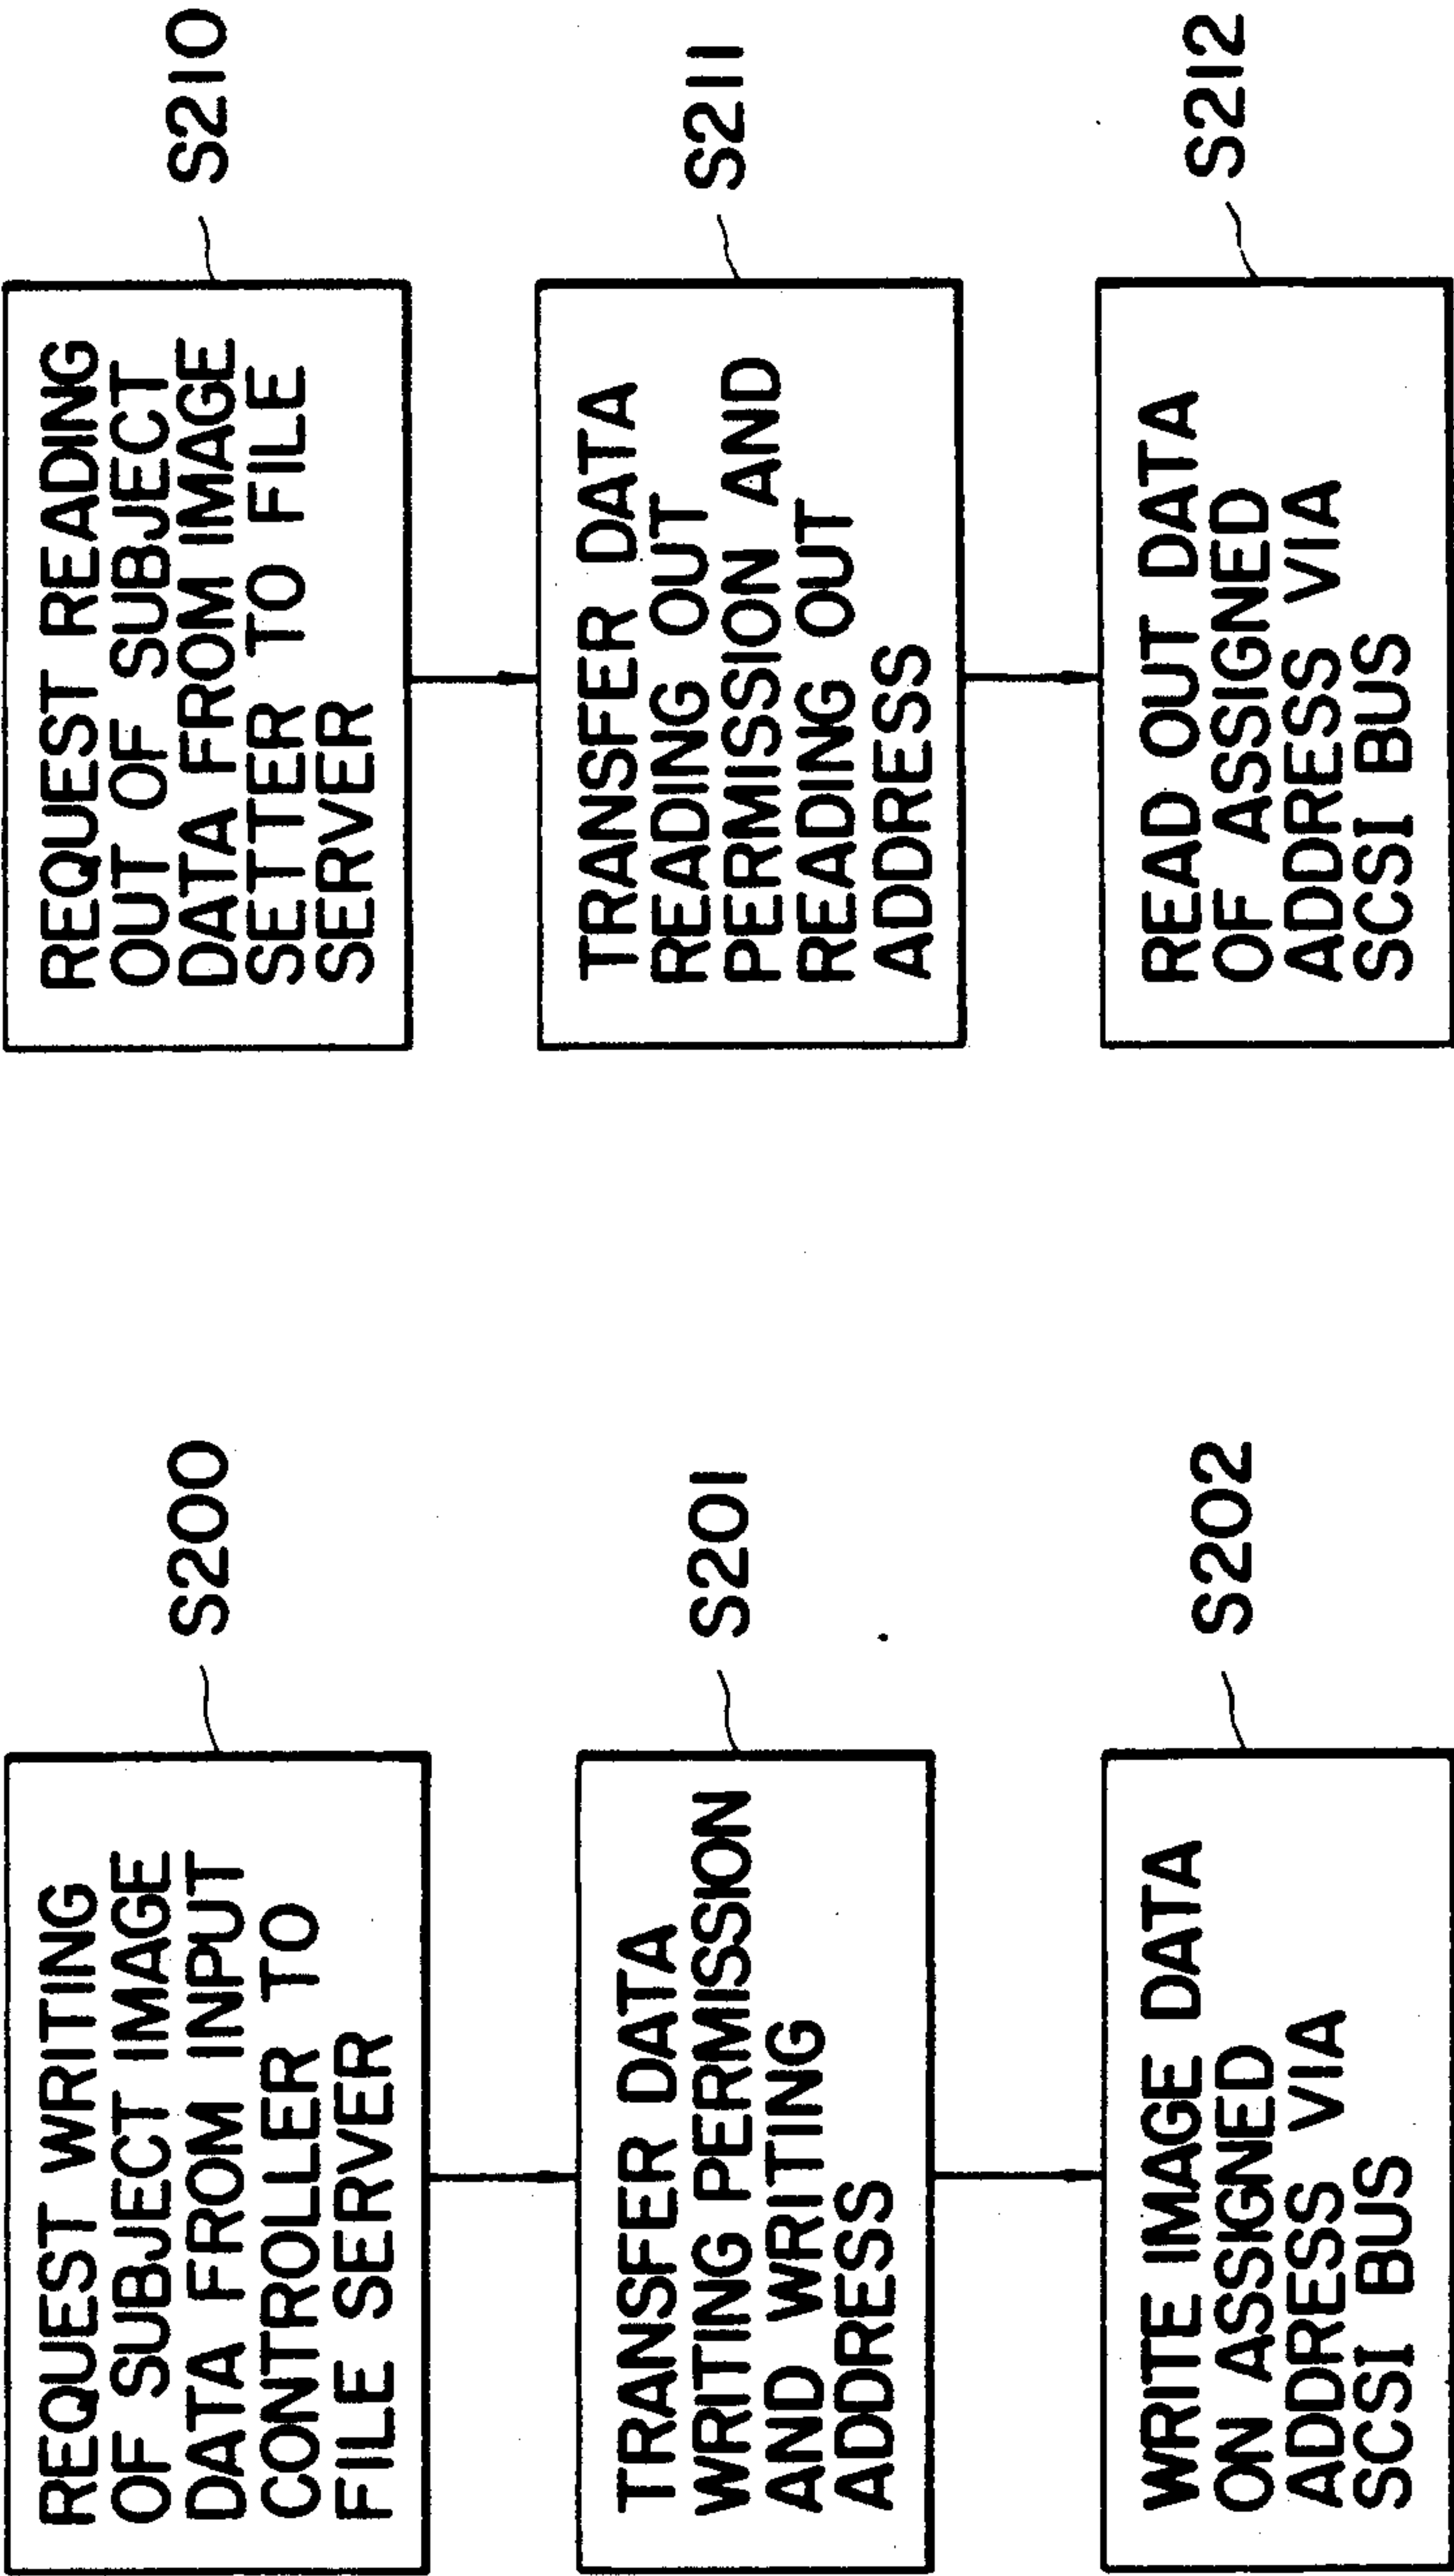 REQUEST WRITING
OF SUBJECT IMAGE
DATA FROM INPUT
CONTROLLER TO
FILE SERVER
S200
TRANSFER DATA
WRITING PERMISSION
AND WRITING
ADDRESS
S201
WRITE IMAGE DATA
ON ASSIGNED
ADDRESS VIA
SCSI BUS
S202
REQUEST READING
OUT OF SUBJECT
DATA FROM IMAGE
SETTER TO FILE
SERVER
S210
TRANSFER DATA
READING OUT
PERMISSION AND
READING OUT
ADDRESS
S211
READ OUT DATA
OF ASSIGNED
ADDRESS VIA
SCSI BUS
S212